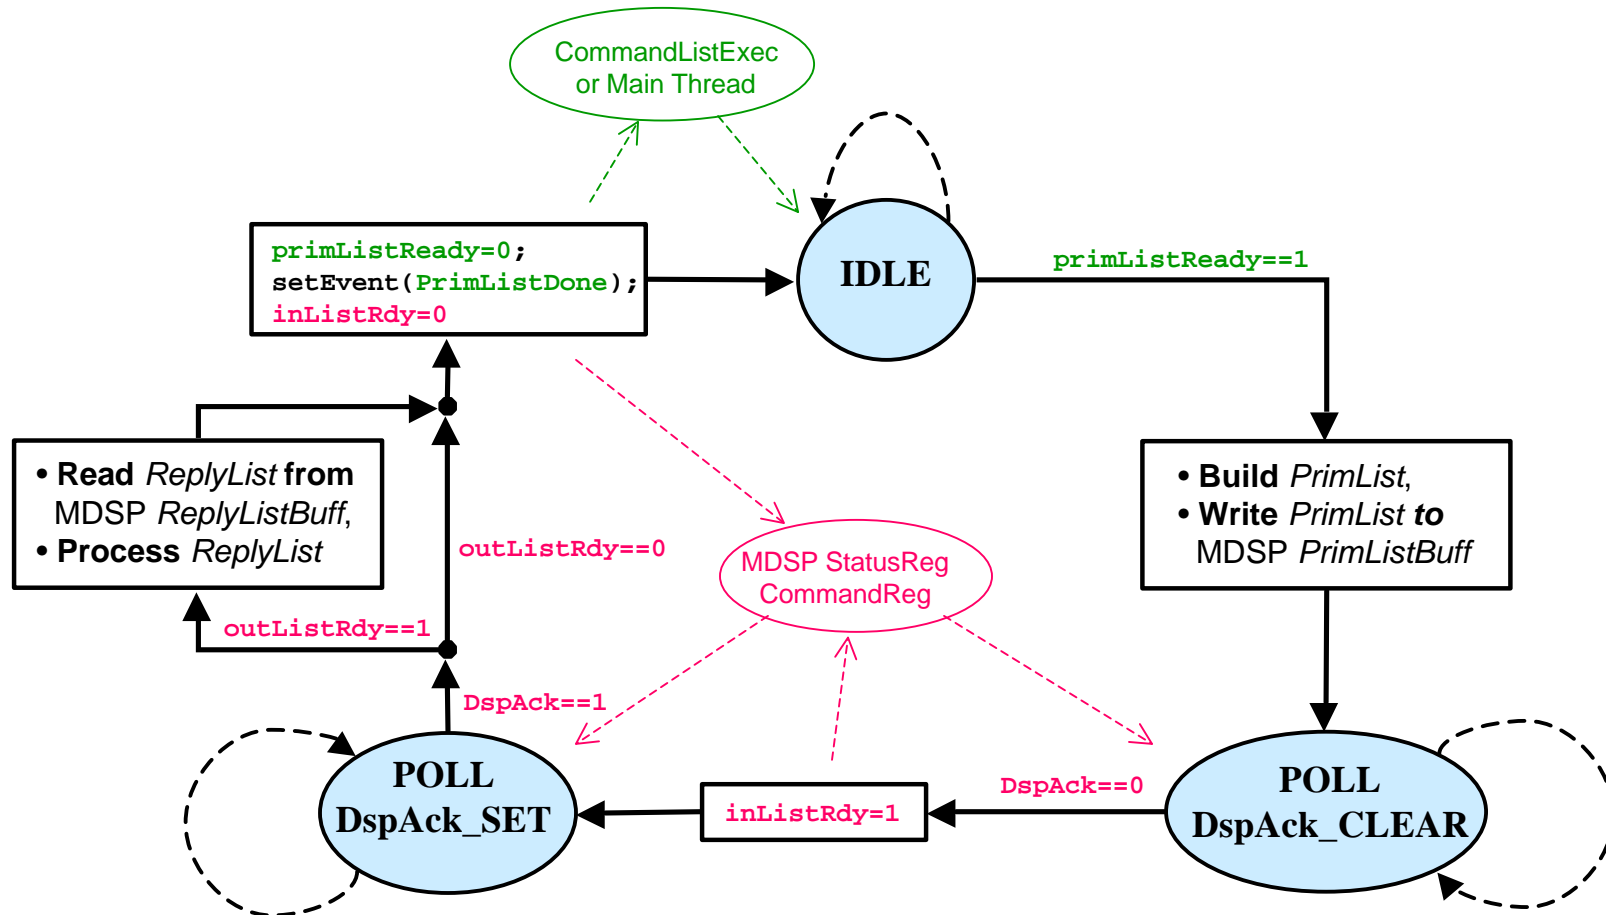 CommandListExec
or Main Thread
primListReady=0;
setEvent(PrimListDone);
inListRdy=0
IDLE
primListReady==1
• Read ReplyList from
MDSP ReplyListBuff,
• Process ReplyList
outListRdy==0
MDSP StatusReg
CommandReg
• Build PrimList,
• Write PrimList to
MDSP PrimListBuff
outListRdy==1
DspAck==1
POLL
DspAck_SET
inListRdy=1
DspAck==0
POLL
DspAck_CLEAR